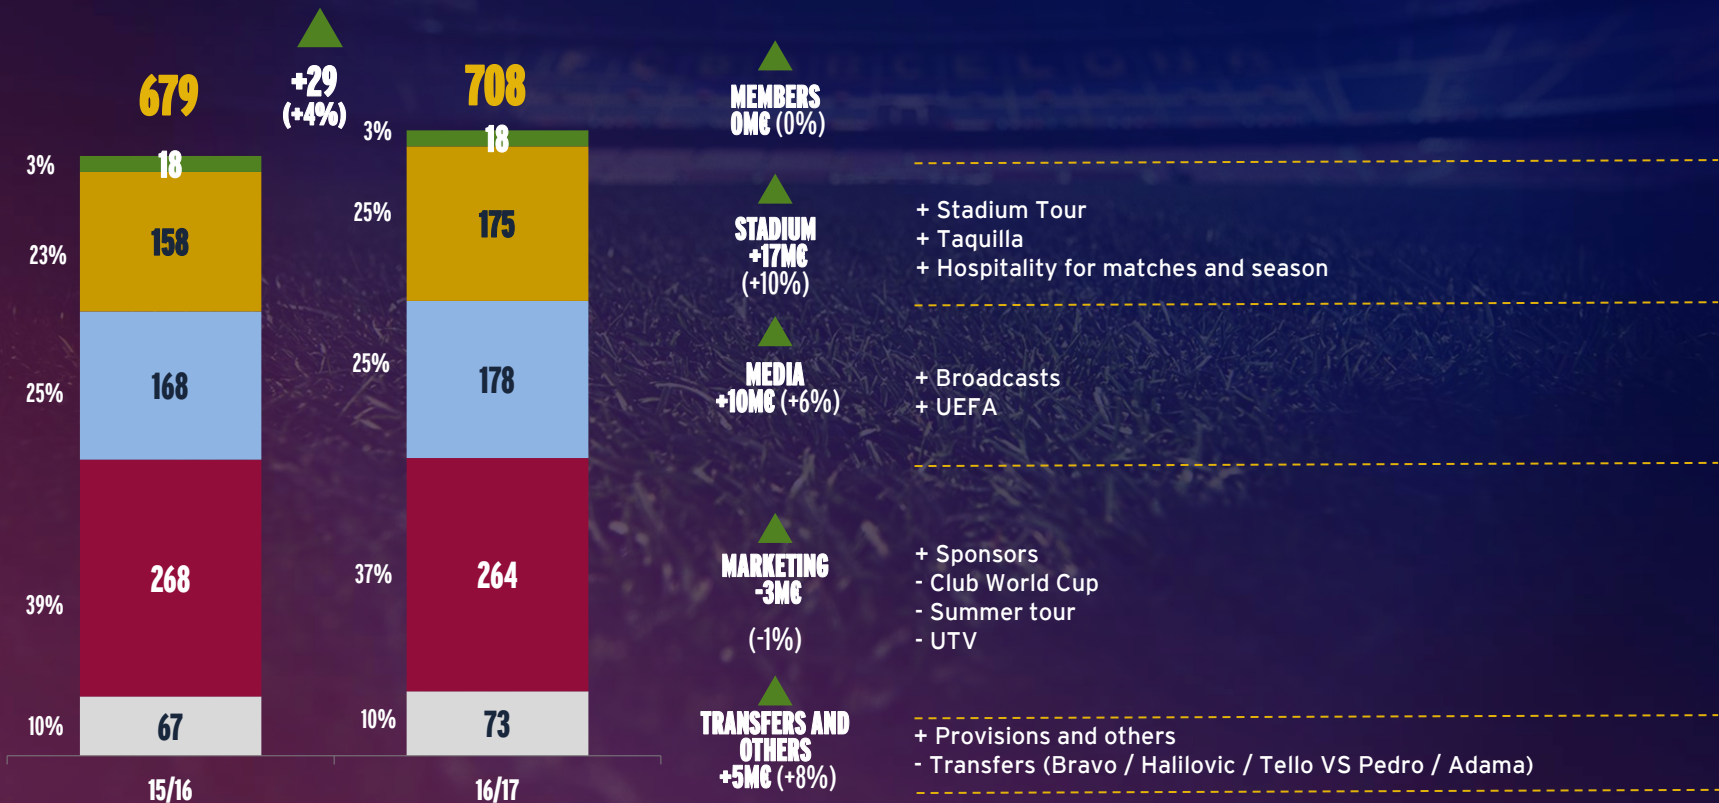 679
+29
(+4%)
708
3%
18
23%
158
25%
168
39%
268
10%
67
15/16
3%
18
25%
175
25%
178
37%
264
10%
73
16/17
MEMBERS
0M€ (0%)
STADIUM
+17M€
(+10%)
+ Stadium Tour
+ Taquilla
+ Hospitality for matches and season
MEDIA
+10M€ (+6%)
+ Broadcasts
+ UEFA
MARKETING
-3M€
(-1%)
+ Sponsors
- Club World Cup
- Summer tour
- UTV
TRANSFERS AND
OTHERS
+5M€ (+8%)
+ Provisions and others
- Transfers (Bravo / Halilovic / Tello VS Pedro / Adama)